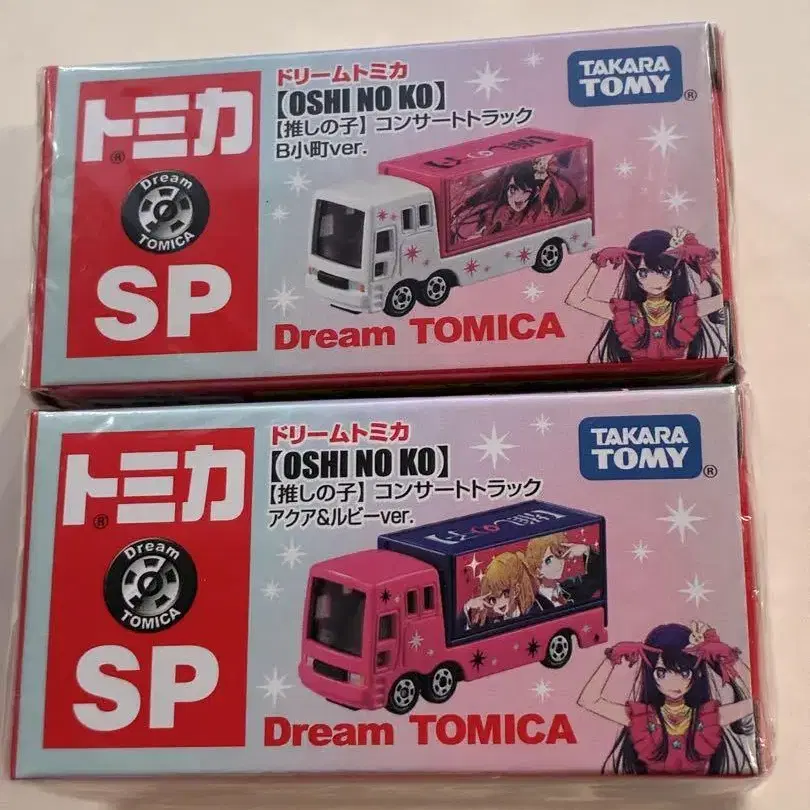 トミカ
®
Dream
TOMICA
SP
ドリームトミカ
【OSHI NO KO】
【推しの子】コンサートトラック
B小町ver.
TAKARA
TOMY
®
Dream TOMICA
トミカ
®
Dream
TOMICA
SP
ドリームトミカ
【OSHI NO KO】
【推しの子】コンサートトラック
アクア&ルビーver.
TAKARA
TOMY
®
Dream TOMICA